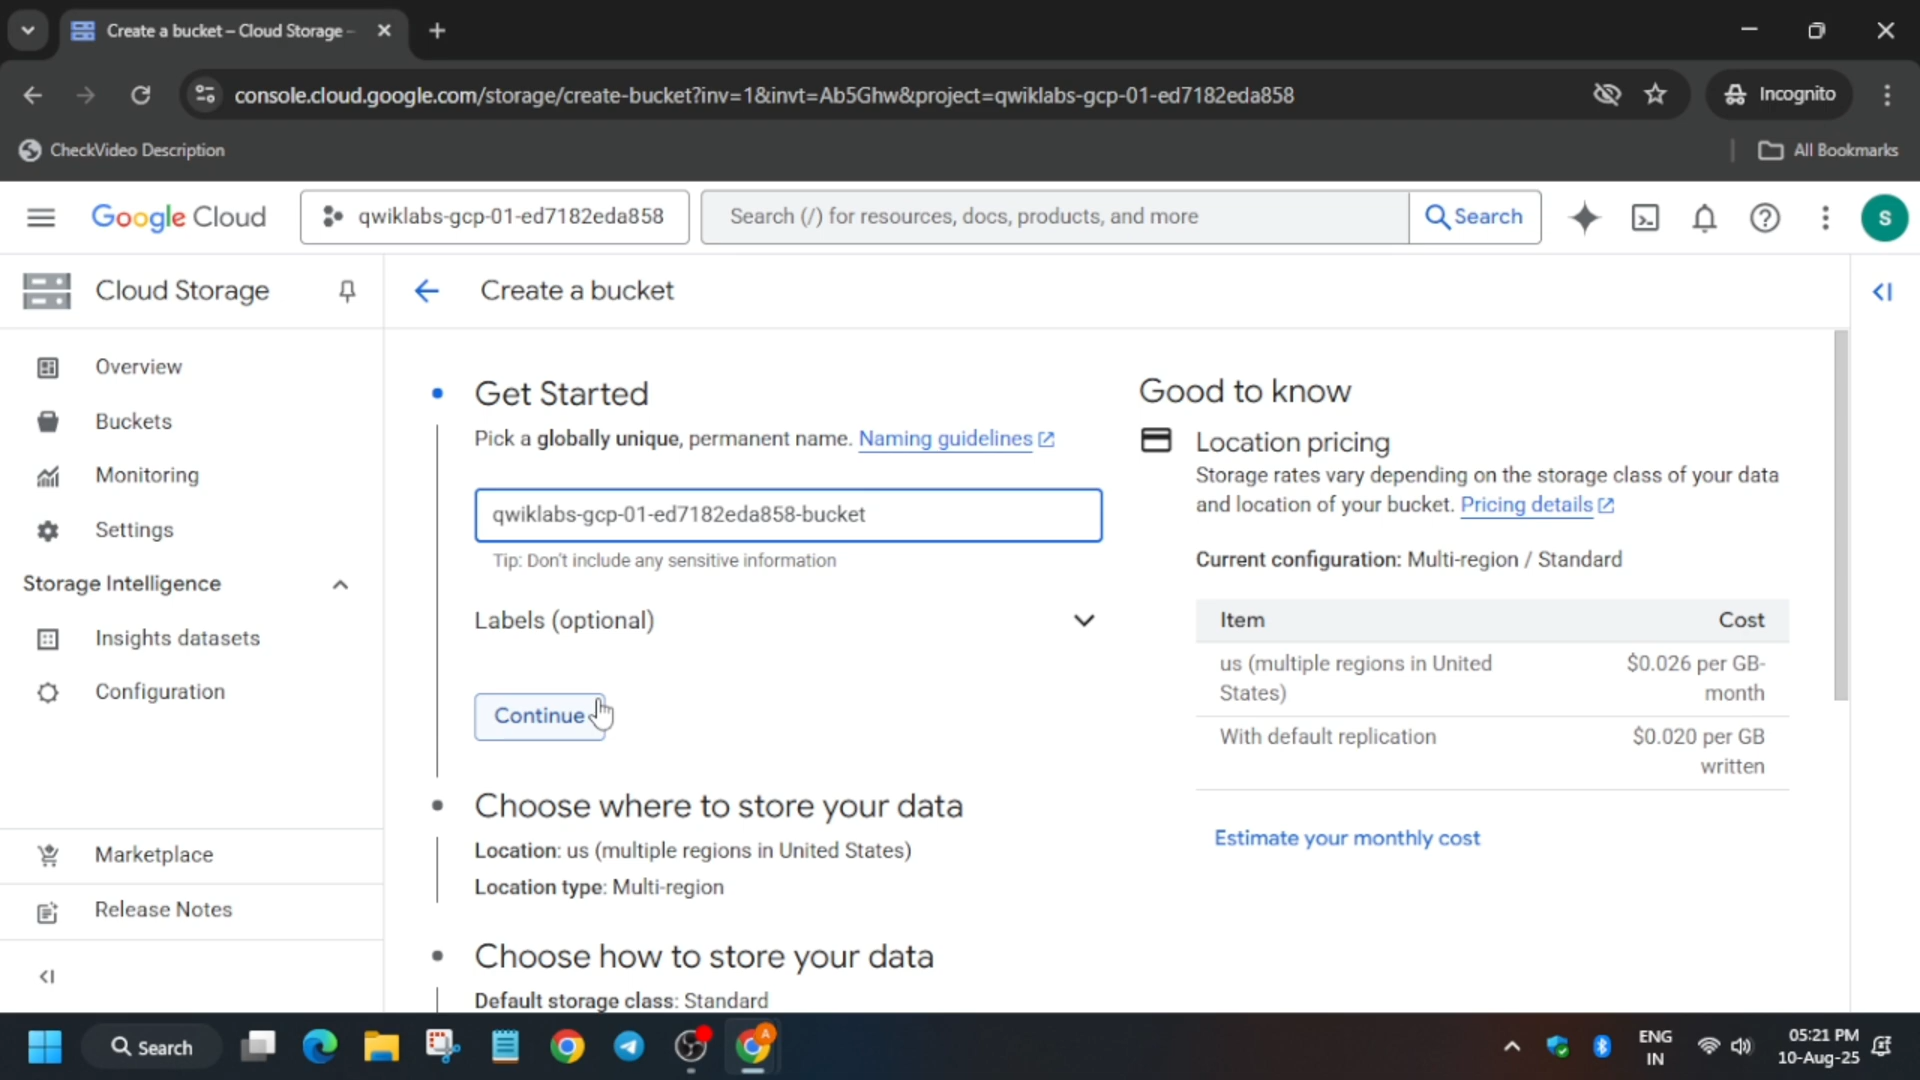 Create a bucket – Cloud Storage –
console.cloud.google.com/storage/create-bucket?inv=1&invt=Ab5Ghw&project=qwiklabs-gcp-01-ed7182eda858
Incognito
CheckVideo Description
All Bookmarks
Google Cloud
qwiklabs-gcp-01-ed7182eda858
Search (/) for resources, docs, products, and more
Search
S
Cloud Storage
Overview
Buckets
Monitoring
Settings
Storage Intelligence
Insights datasets
Configuration
Marketplace
Release Notes
Create a bucket
Get Started
Pick a globally unique, permanent name. Naming guidelines
qwiklabs-gcp-01-ed7182eda858-bucket
Tip: Don't include any sensitive information
Labels (optional)
Continue
Choose where to store your data
Location: us (multiple regions in United States)
Location type: Multi-region
Choose how to store your data
Default storage class: Standard
Good to know
Location pricing
Storage rates vary depending on the storage class of your data
and location of your bucket. Pricing details
Current configuration: Multi-region / Standard
Item Cost
us (multiple regions in United $0.026 per GB-
States) month
With default replication $0.020 per GB
written
Estimate your monthly cost
Search
A
ENG
IN
05:21 PM
10-Aug-25